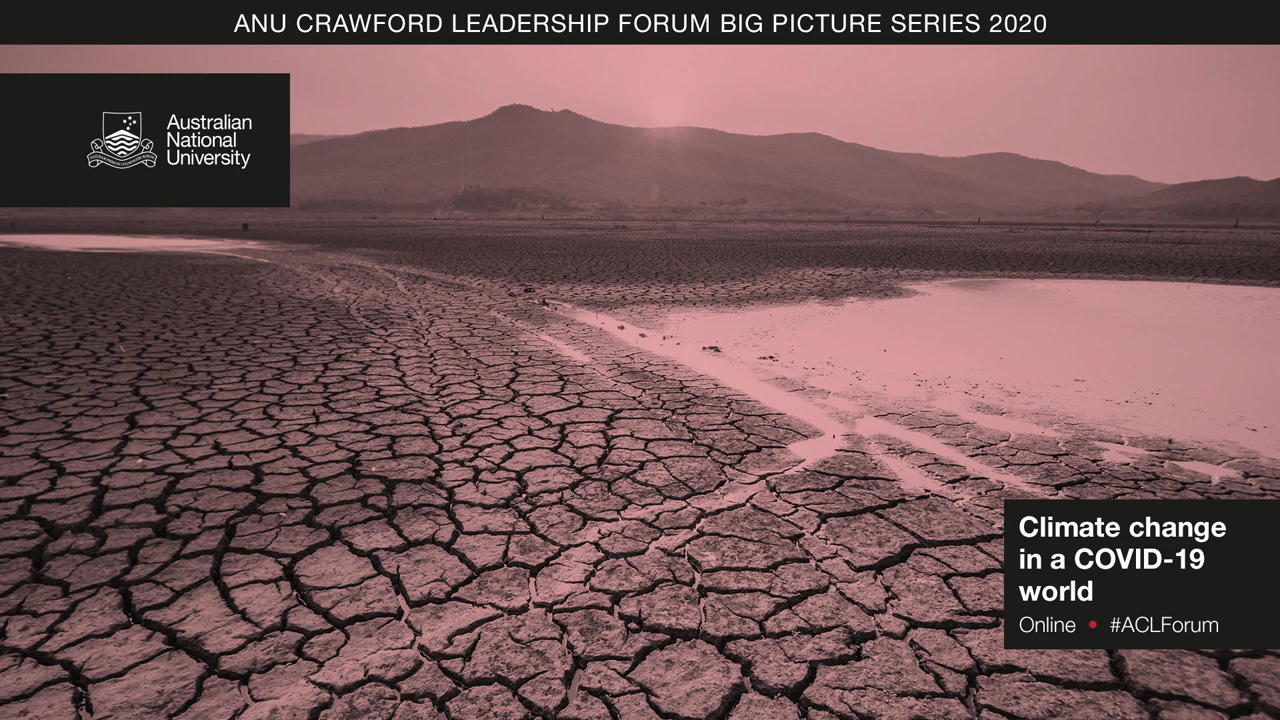 ANU CRAWFORD LEADERSHIP FORUM BIG PICTURE SERIES 2020
Australian
National
University
Climate change
in a COVID-19
world
Online • #ACLForum